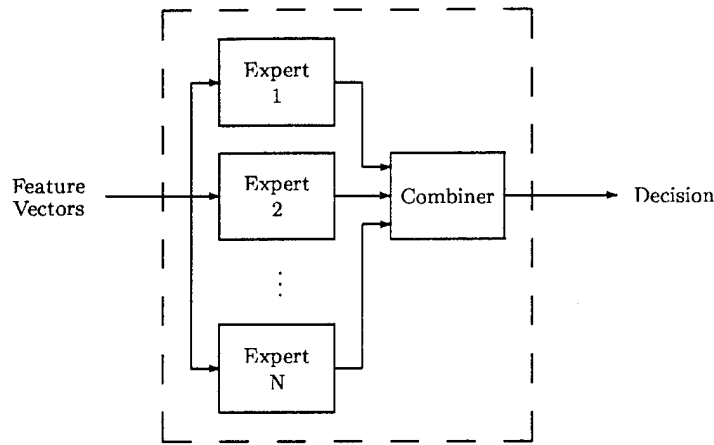 Expert
1
Feature
Vectors
Expert
2
Combiner
Decision
⋮
Expert
N